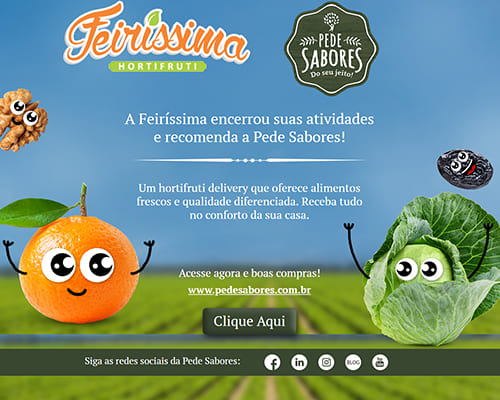 Feiríssima
HORTIFRUTI
PEDE
SABORES
Do seu jeito!
A Feiríssima encerrou suas atividades
e recomenda a Pede Sabores!
Um hortifruti delivery que oferece alimentos
frescos e qualidade diferenciada. Receba tudo
no conforto da sua casa.
Acesse agora e boas compras!
www.pedesabores.com.br
Clique Aqui
Siga as redes sociais da Pede Sabores: f in BLOG You Tube